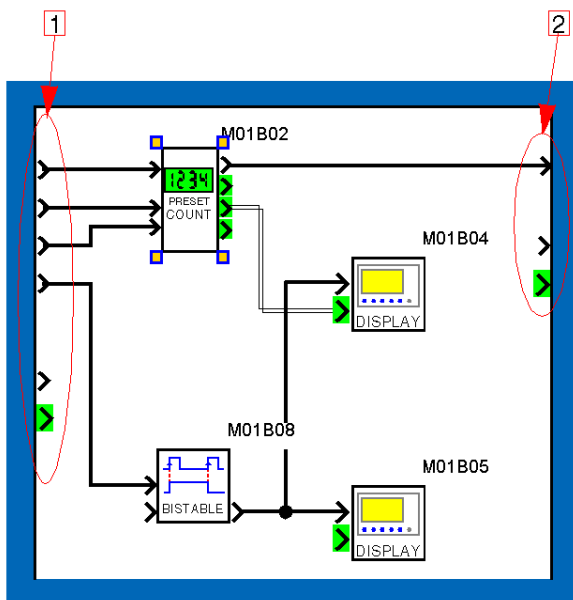 1
2
M01B02
1234
PRESET
COUNT
M01B04
DISPLAY
M01B08
BISTABLE
M01B05
DISPLAY